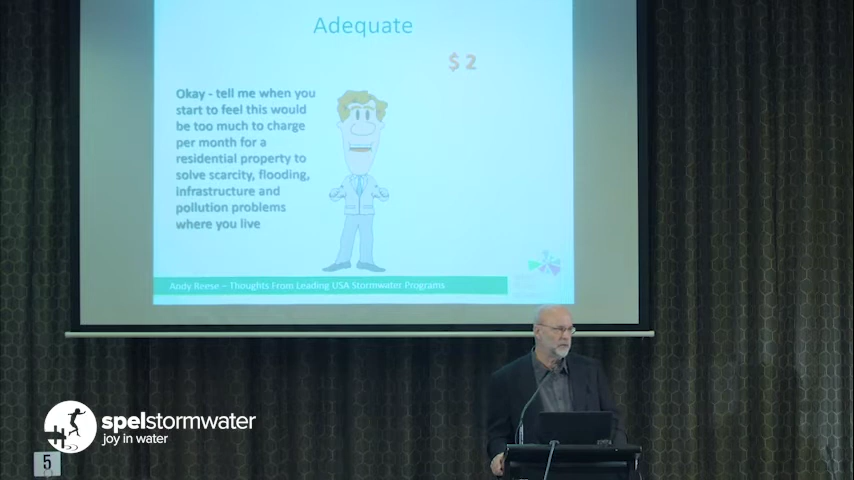 Adequate
$ 2
Okay - tell me when you
start to feel this would
be too much to charge
per month for a
residential property to
solve scarcity, flooding,
infrastructure and
pollution problems
where you live
Andy Reese – Thoughts From Leading USA Stormwater Programs
spelstormwater
joy in water
5